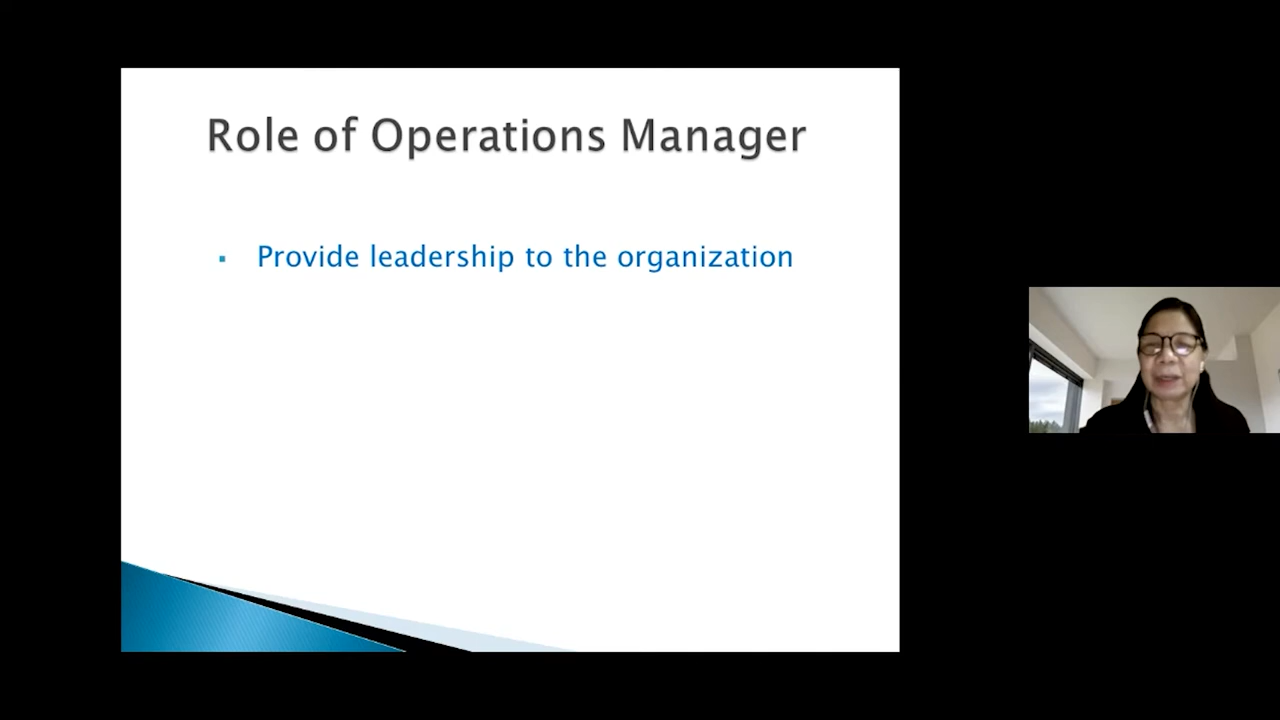 Role of Operations Manager
▪ Provide leadership to the organization